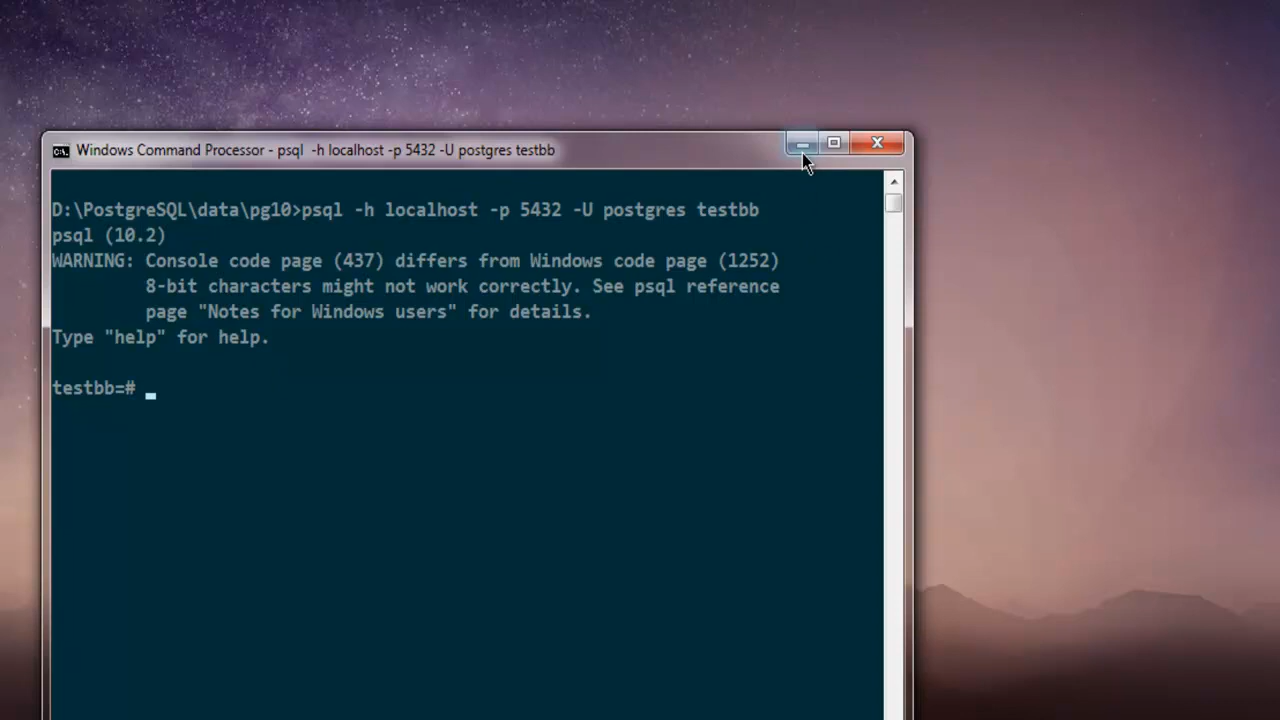 Windows Command Processor - psql  -h localhost -p 5432 -U postgres testbb
D:\PostgreSQL\data\pg10>psql -h localhost -p 5432 -U postgres testbb
psql (10.2)
WARNING: Console code page (437) differs from Windows code page (1252)
         8-bit characters might not work correctly. See psql reference
         page "Notes for Windows users" for details.
Type "help" for help.
testbb=#